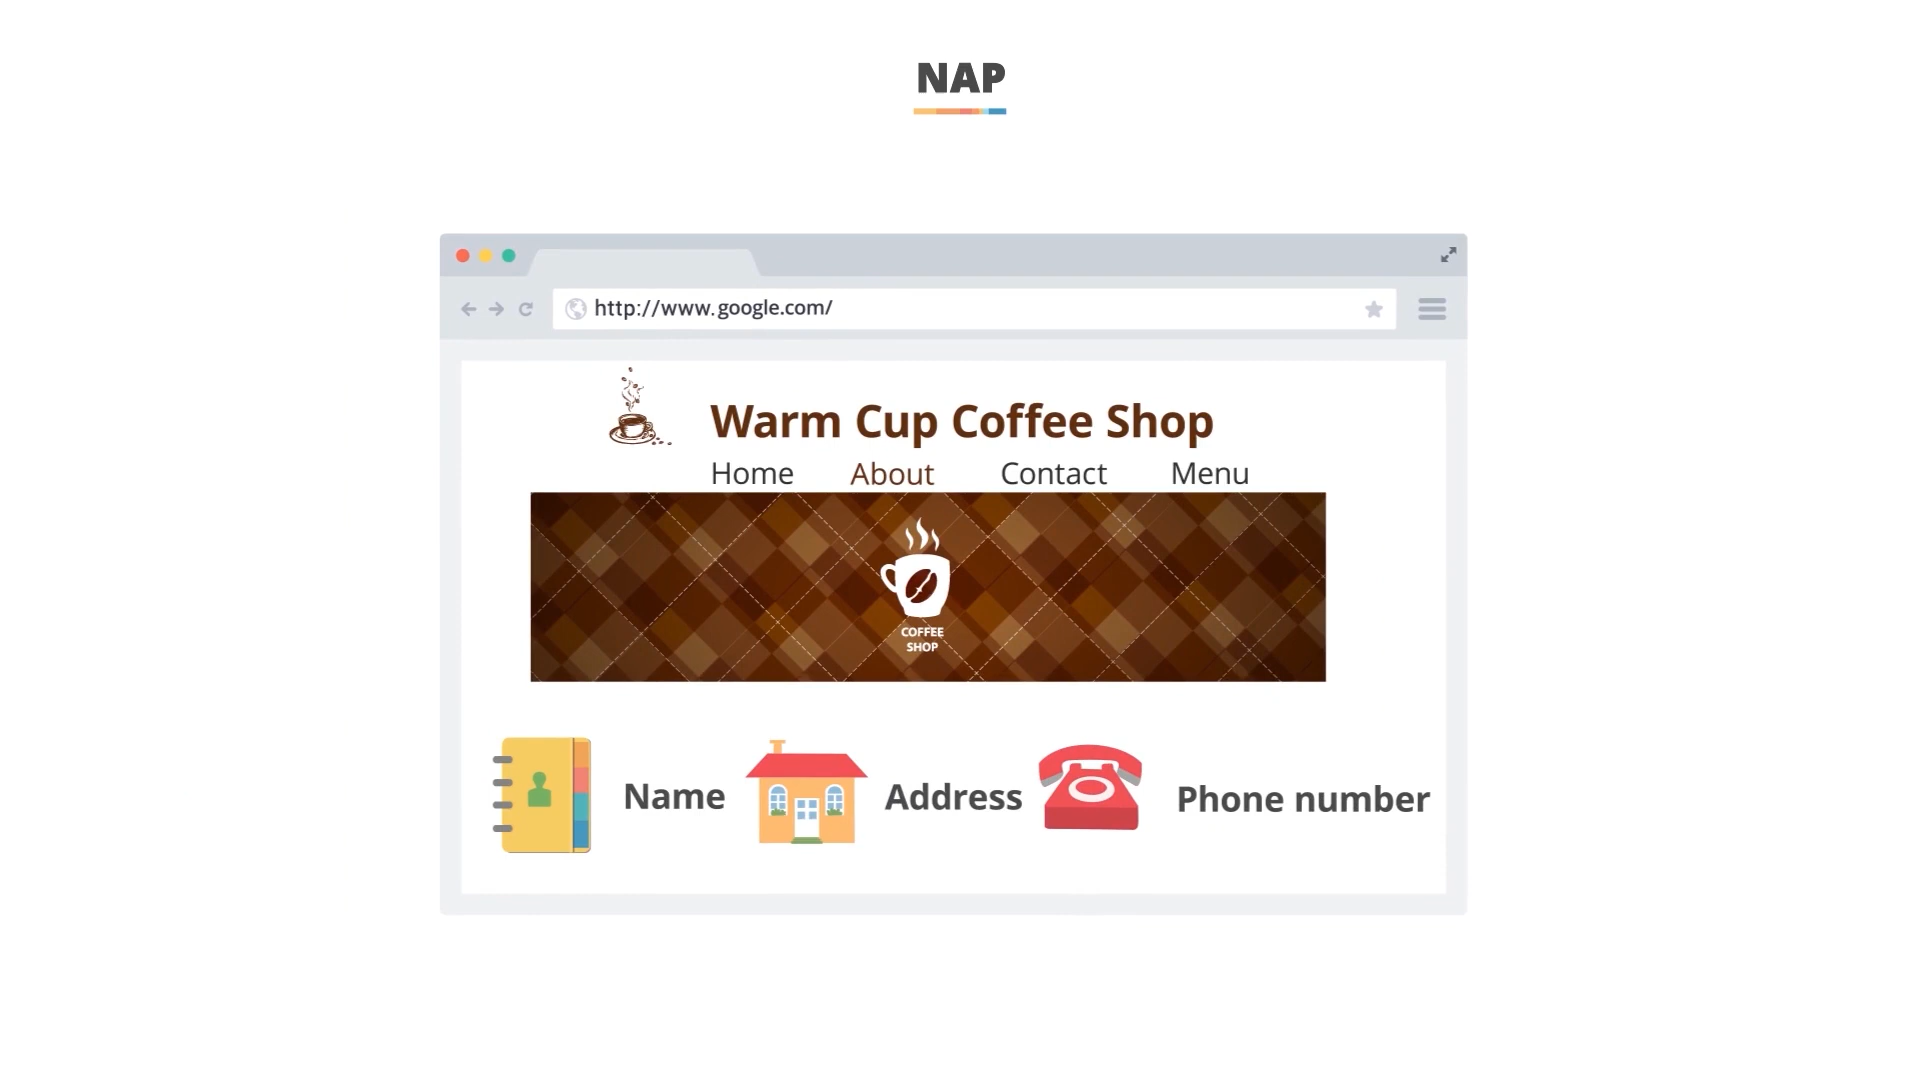 NAP
http://www.google.com/
Warm Cup Coffee Shop
Home About Contact Menu
COFFEE
SHOP
Name Address Phone number